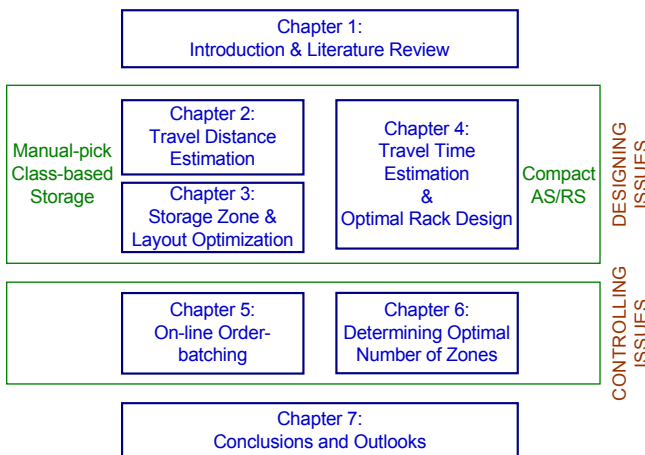 Chapter 1:
Introduction & Literature Review
Manual-pick
Class-based
Storage
Chapter 2:
Travel Distance
Estimation
Chapter 3:
Storage Zone &
Layout Optimization
Chapter 4:
Travel Time
Estimation
&
Optimal Rack Design
Compact
AS/RS
DESIGNING
ISSUES
Chapter 5:
On-line Order-
batching
Chapter 6:
Determining Optimal
Number of Zones
CONTROLLING
ISSUES
Chapter 7:
Conclusions and Outlooks